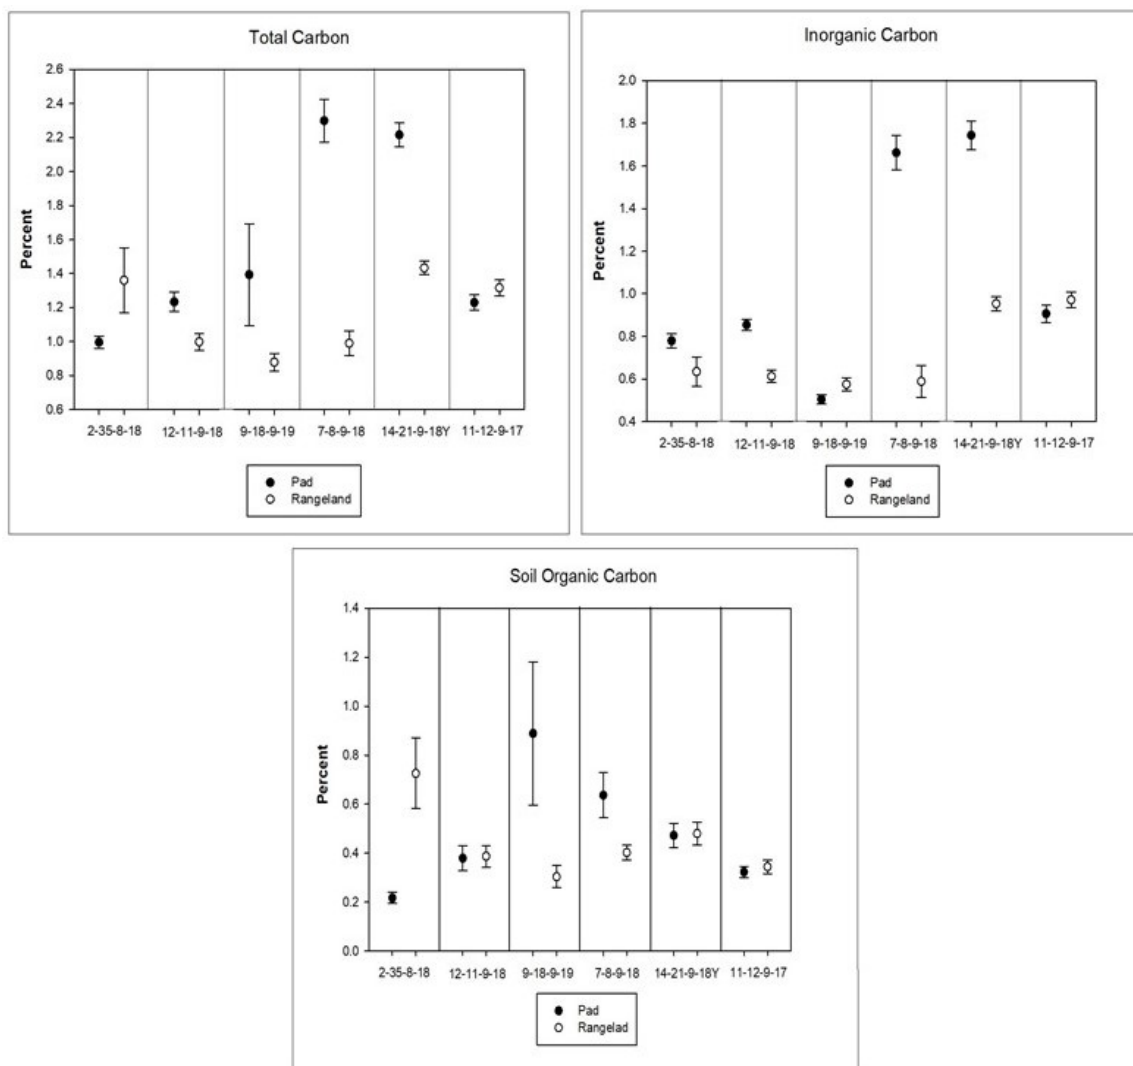 Total Carbon
Percent
2.6
2.4
2.2
2.0
1.8
1.6
1.4
1.2
1.0
0.8
0.6
2-35-8-18 12-11-9-18 9-18-9-19 7-8-9-18 14-21-9-18Y 11-12-9-17
Pad
Rangeland
Inorganic Carbon
Percent
2.0
1.8
1.6
1.4
1.2
1.0
0.8
0.6
0.4
2-35-8-18 12-11-9-18 9-18-9-19 7-8-9-18 14-21-9-18Y 11-12-9-17
Pad
Rangeland
Soil Organic Carbon
Percent
1.4
1.2
1.0
0.8
0.6
0.4
0.2
0.0
2-35-8-18 12-11-9-18 9-18-9-19 7-8-9-18 14-21-9-18Y 11-12-9-17
Pad
Rangelad